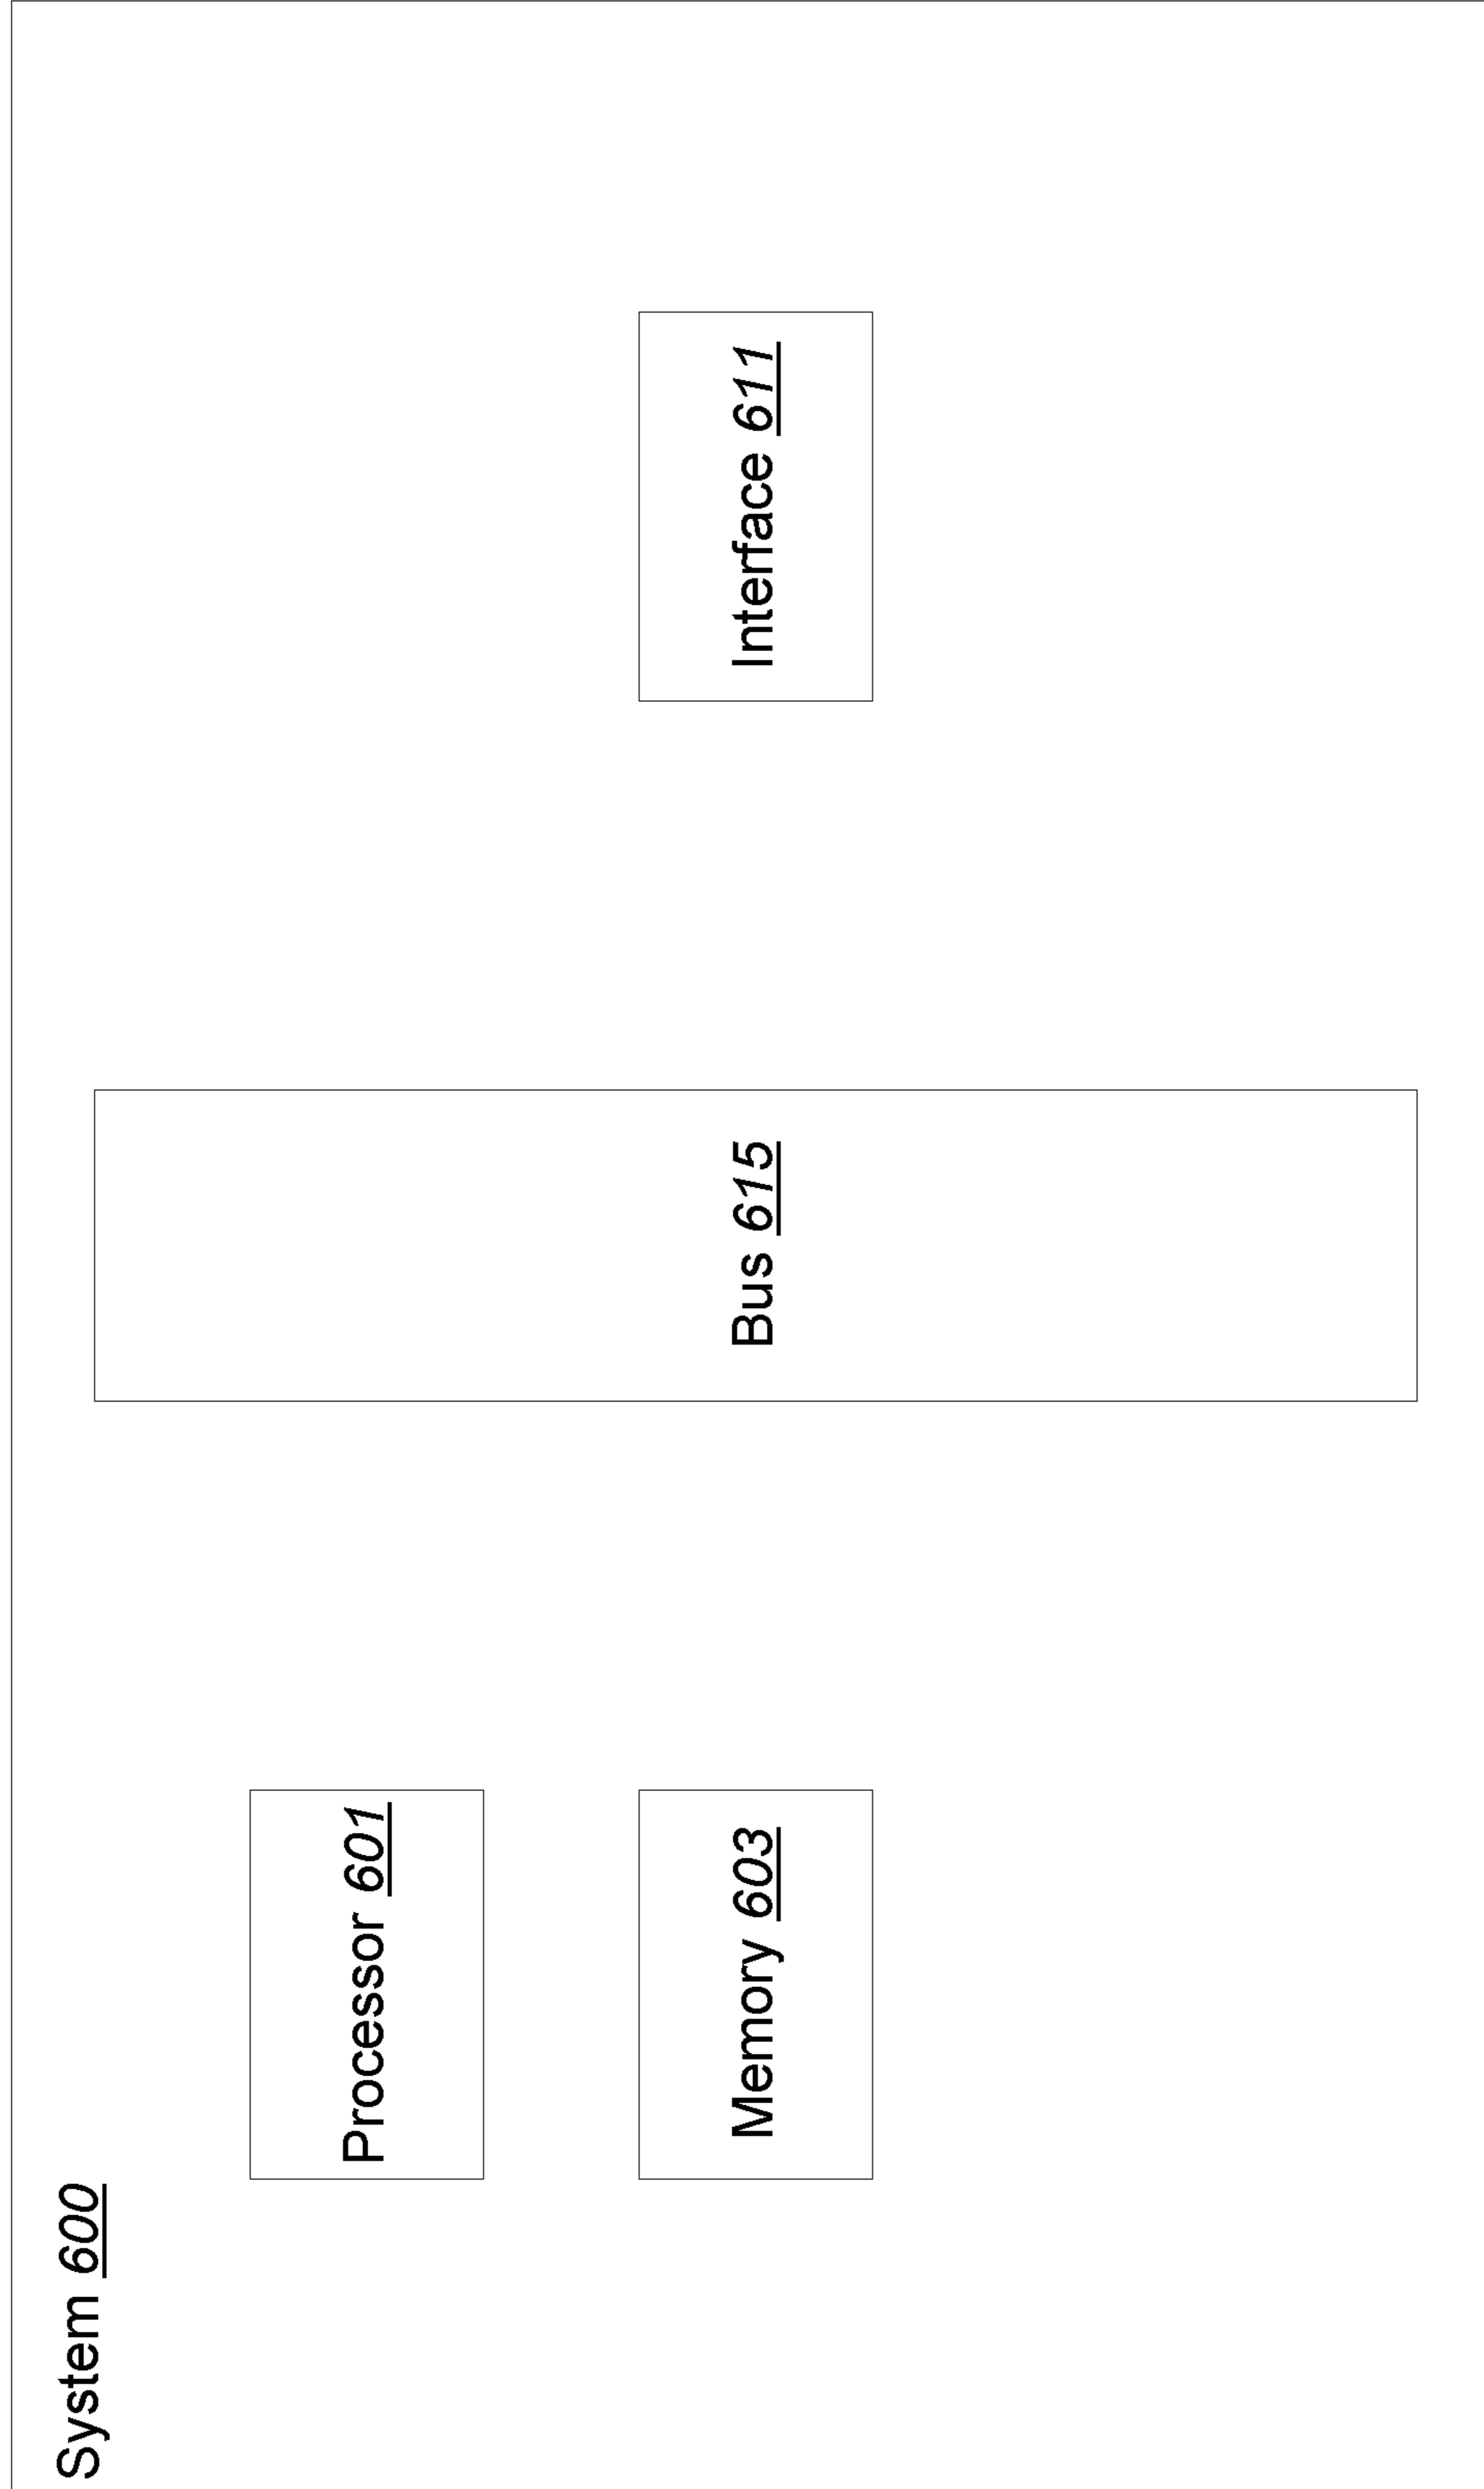 System 600
Processor 601
Memory 603
Bus 615
Interface 611